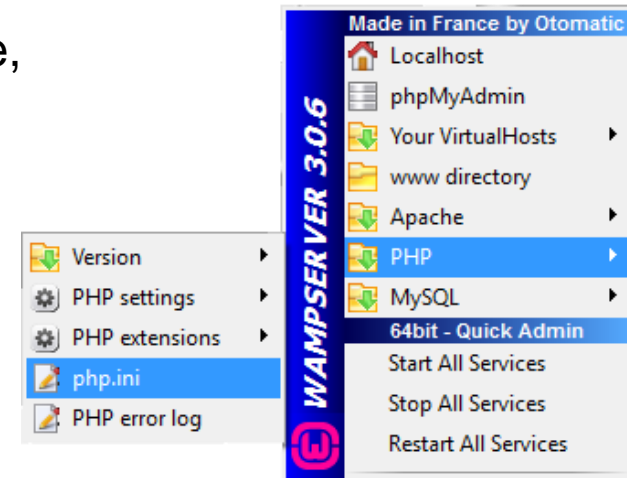 e,
Made in France by Otomatic
Localhost
phpMyAdmin
Your VirtualHosts
www directory
Apache
PHP
MySQL
64bit - Quick Admin
Start All Services
Stop All Services
Restart All Services
WAMPSERVER 3.0.6
Version
PHP settings
PHP extensions
php.ini
PHP error log